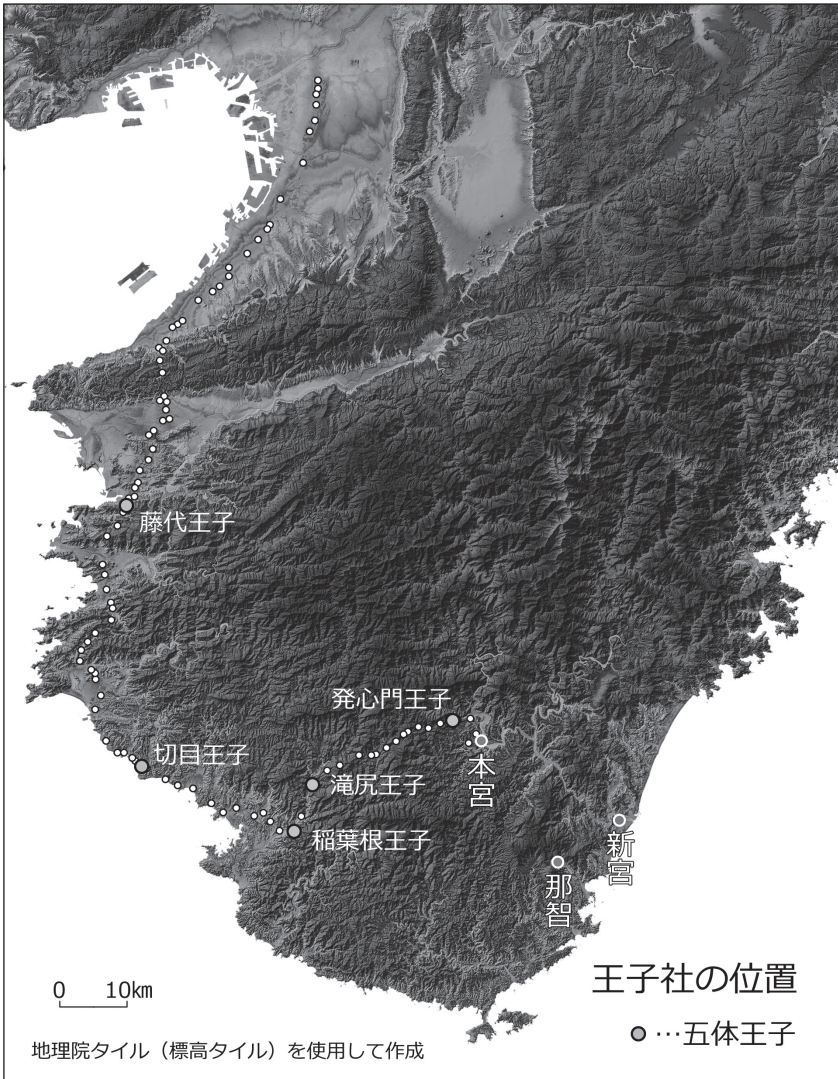 藤代王子
発心門王子
切目王子
本宮
滝尻王子
稲葉根王子
新宮
那智
王子社の位置
0 10km
…五体王子
地理院タイル（標高タイル）を使用して作成